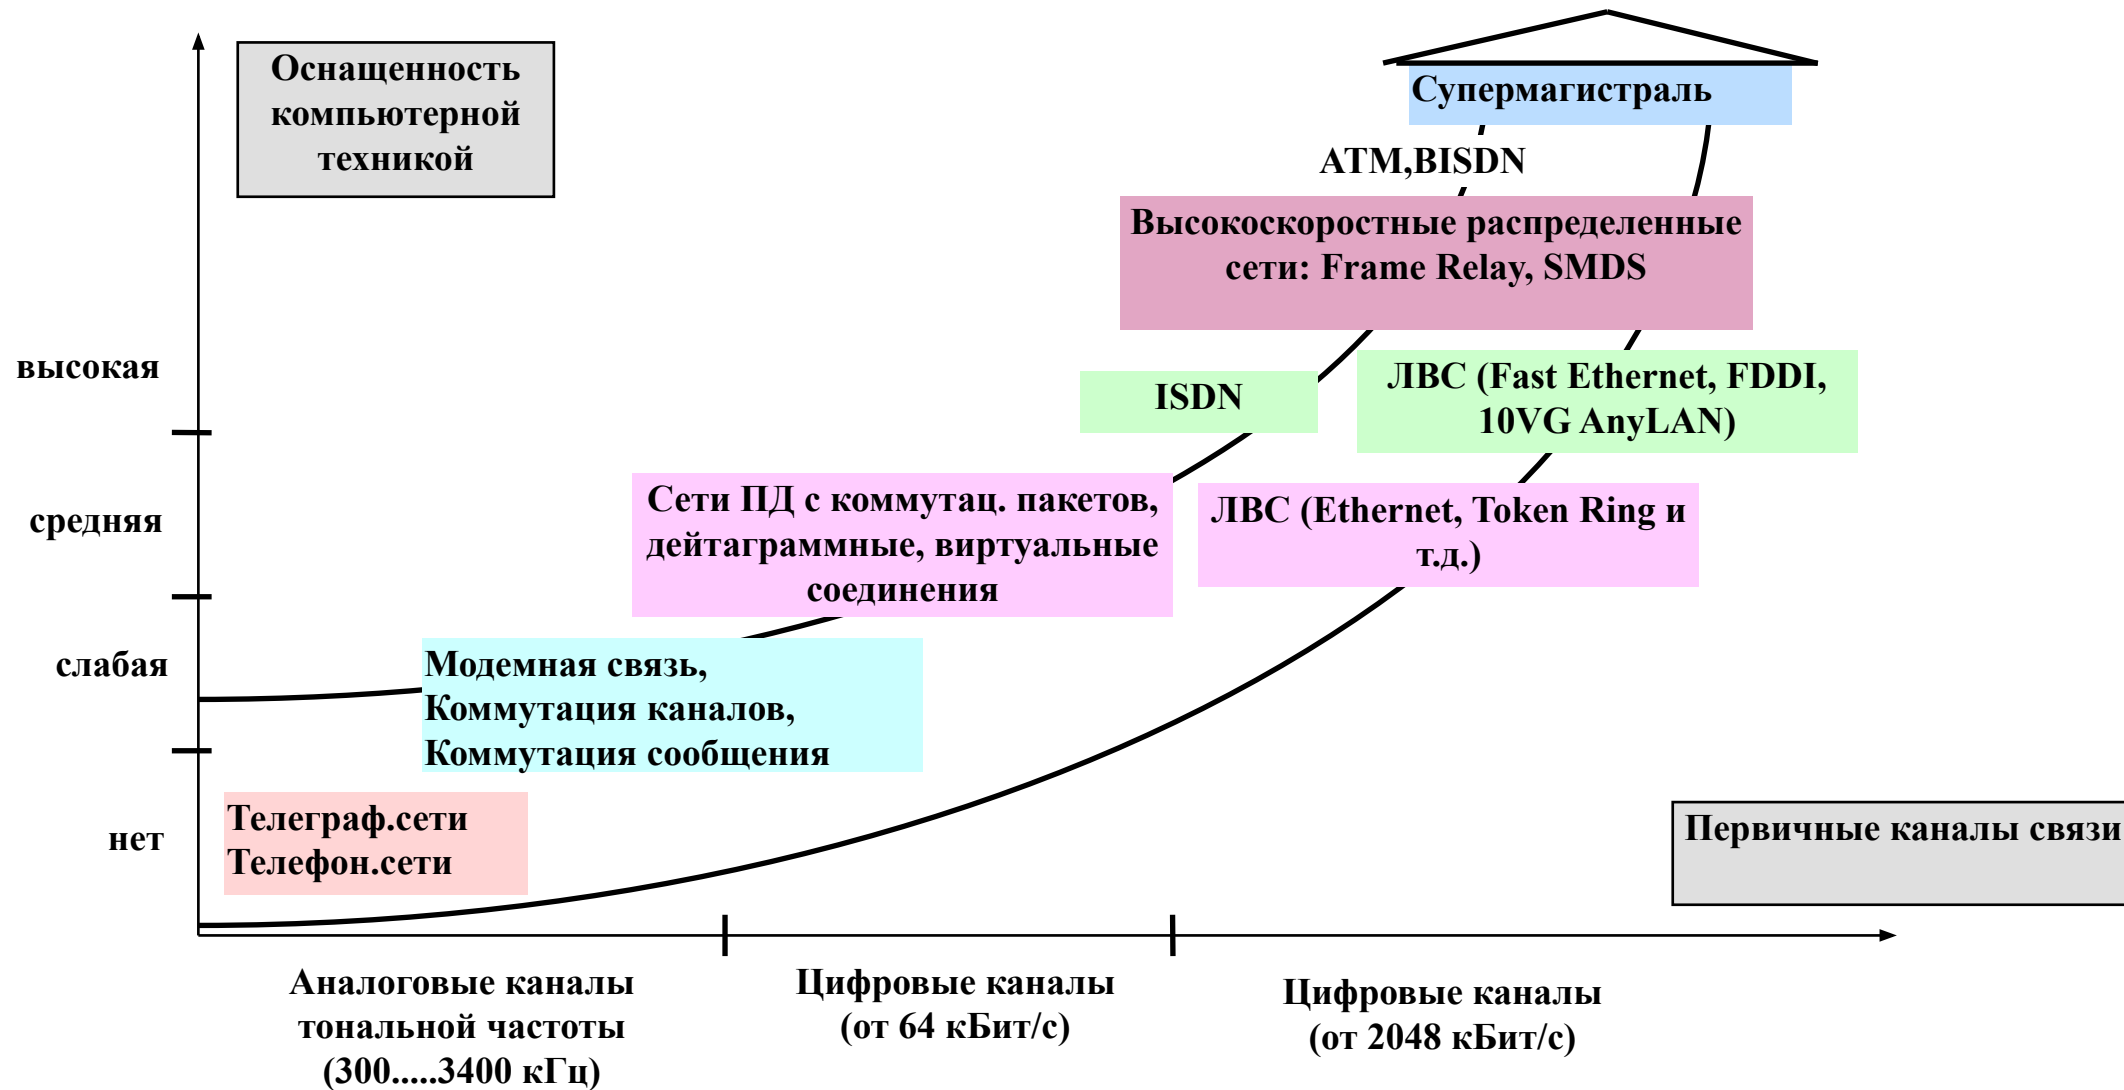 Оснащенность
компьютерной
техникой
Супермагистраль
ATM,BISDN
Высокоскоростные распределенные
сети: Frame Relay, SMDS
высокая
ISDN
ЛВС (Fast Ethernet, FDDI,
10VG AnyLAN)
средняя
Сети ПД с коммутац. пакетов,
дейтаграммные, виртуальные
соединения
ЛВС (Ethernet, Token Ring и
т.д.)
слабая
Модемная связь,
Коммутация каналов,
Коммутация сообщения
нет
Телеграф.сети
Телефон.сети
Первичные каналы связи
Аналоговые каналы
тональной частоты
(300.....3400 кГц)
Цифровые каналы
(от 64 кБит/с)
Цифровые каналы
(от 2048 кБит/с)